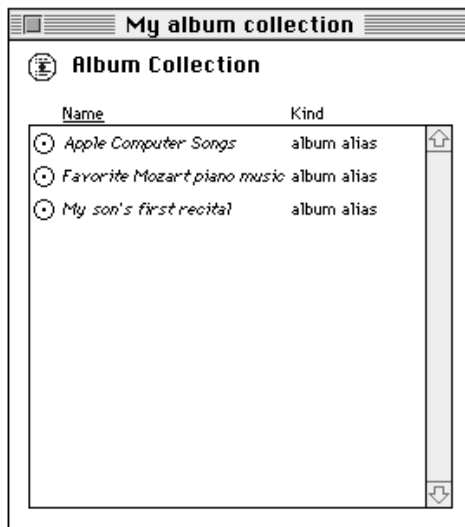 My album collection
Album Collection
Name Kind
Apple Computer Songs album alias
Favorite Mozart piano music album alias
My son's first recital album alias